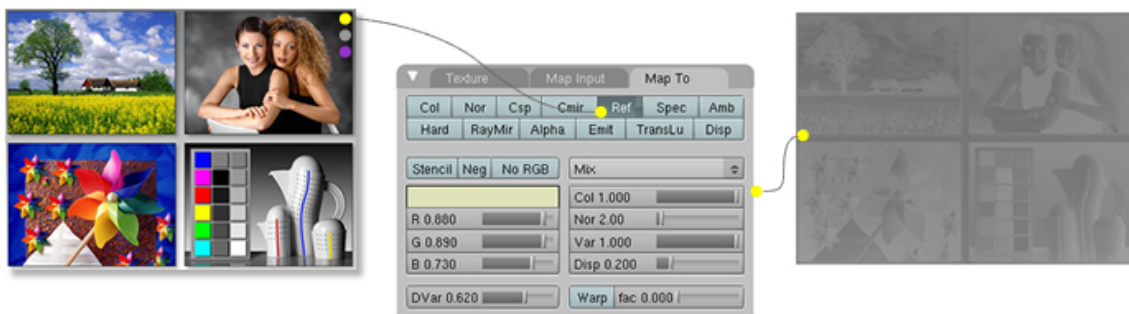 Texture Map Input Map To
Col Nor Csp Cmir Ref Spec Amb
Hard RayMir Alpha Emit TransLu Disp
Stencil Neg No RGB Mix
Col 1.000
R 0.880 Nor 2.00
G 0.890 Var 1.000
B 0.730 Disp 0.200
DVar 0.620 Warp fac 0.000